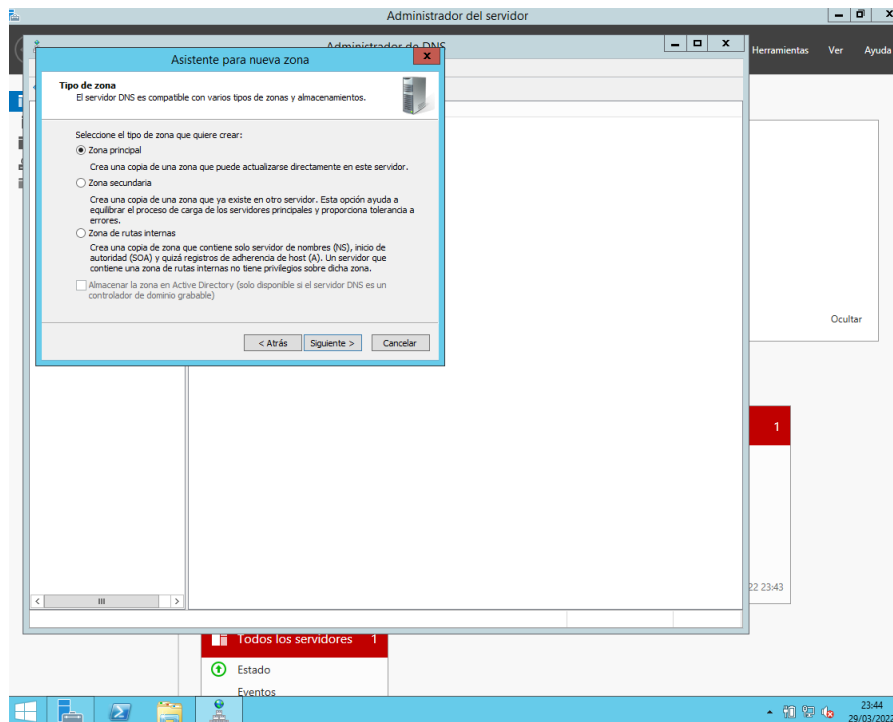 Administrador del servidor
Administrador de DNS
Herramientas Ver Ayuda
Asistente para nueva zona
Tipo de zona
El servidor DNS es compatible con varios tipos de zonas y almacenamientos.
Seleccione el tipo de zona que quiere crear:
Zona principal
Crea una copia de una zona que puede actualizarse directamente en este servidor.
Zona secundaria
Crea una copia de una zona que ya existe en otro servidor. Esta opción ayuda a
equilibrar el proceso de carga de los servidores principales y proporciona tolerancia a
errores.
Zona de rutas internas
Crea una copia de zona que contiene solo servidor de nombres (NS), inicio de
autoridad (SOA) y quizá registros de adherencia de host (A). Un servidor que
contiene una zona de rutas internas no tiene privilegios sobre dicha zona.
Almacenar la zona en Active Directory (solo disponible si el servidor DNS es un
controlador de dominio grabable)
< Atrás Siguiente > Cancelar
Ocultar
1
22 23:43
Todos los servidores 1
Estado
Eventos
23:44
29/03/202